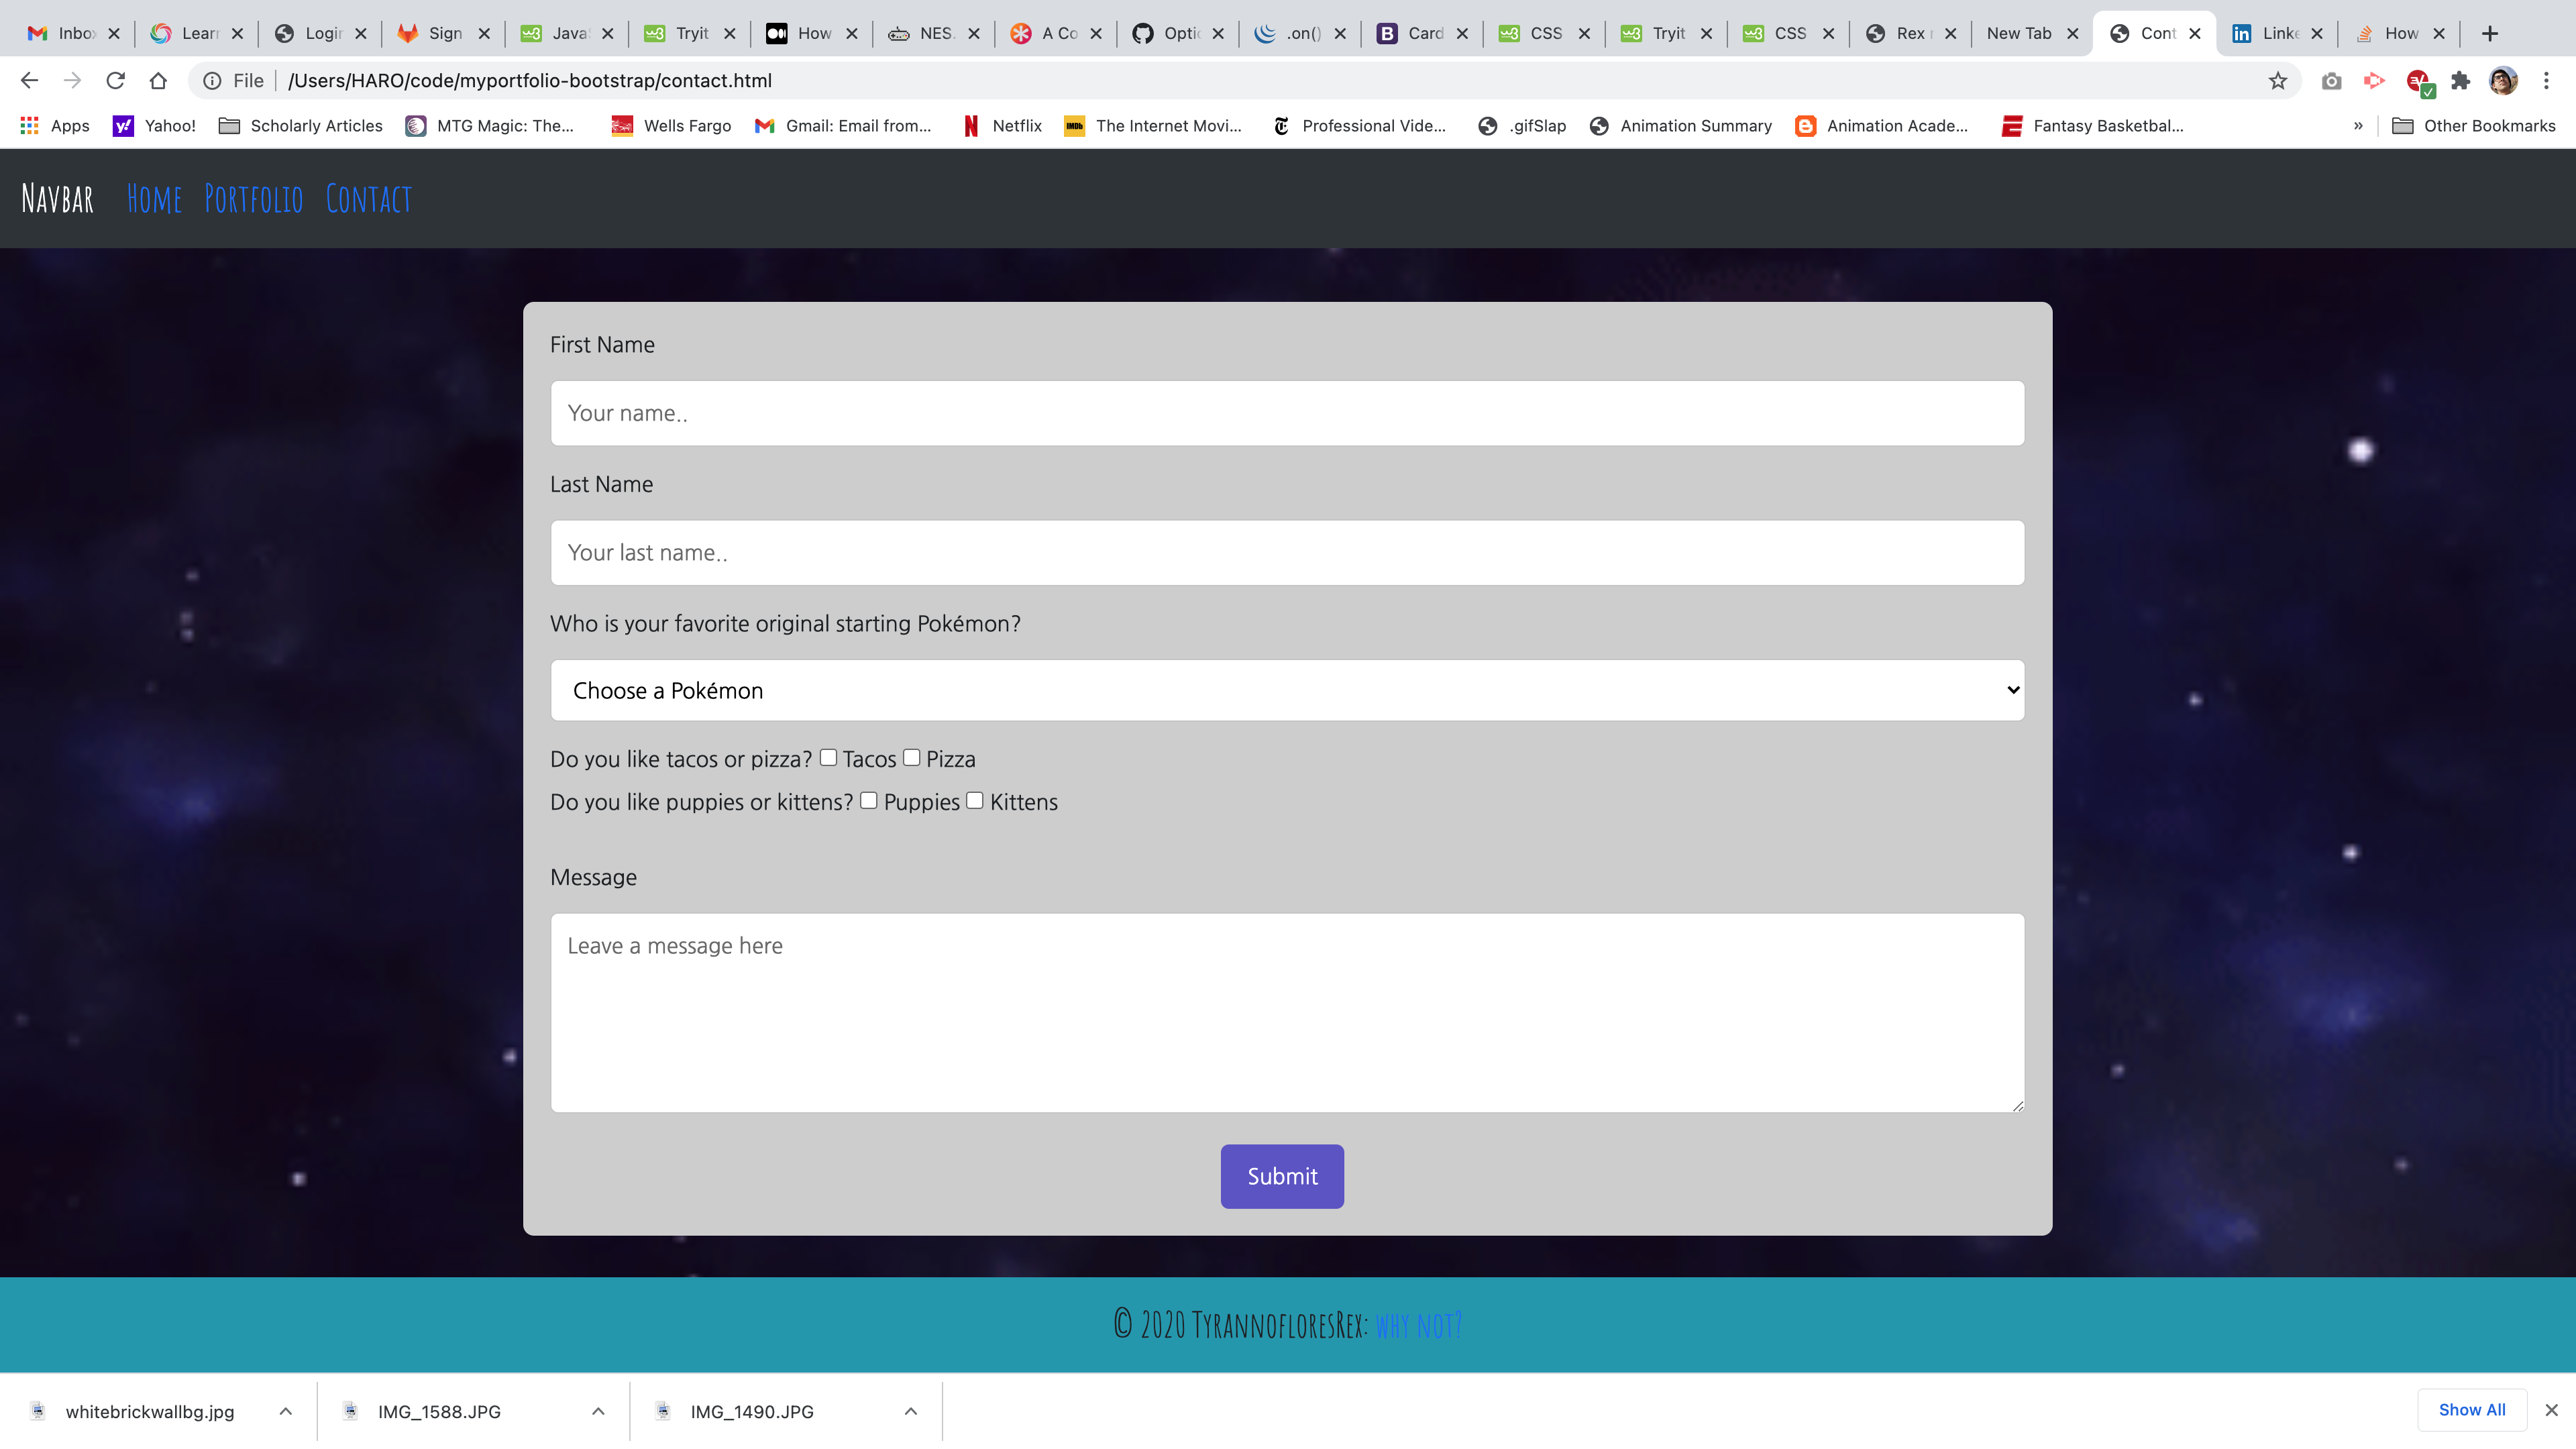 Inbox Lear Login Sign Java Tryit How NES. A Co Optic .on() Card CSS Tryit CSS Rex New Tab Cont Linke How
File /Users/HARO/code/myportfolio-bootstrap/contact.html
Apps Yahoo! Scholarly Articles MTG Magic: The... Wells Fargo Gmail: Email from... Netflix The Internet Movi... Professional Vide... .gifSlap Animation Summary Animation Acade... Fantasy Basketbal... » Other Bookmarks
Navbar Home Portfolio Contact
First Name
Your name..
Last Name
Your last name..
Who is your favorite original starting Pokémon?
Choose a Pokémon
Do you like tacos or pizza? Tacos Pizza
Do you like puppies or kittens? Puppies Kittens
Message
Leave a message here
Submit
© 2020 TyrannofloresRex: why not?
whitebrickwallbg.jpg IMG_1588.JPG IMG_1490.JPG Show All